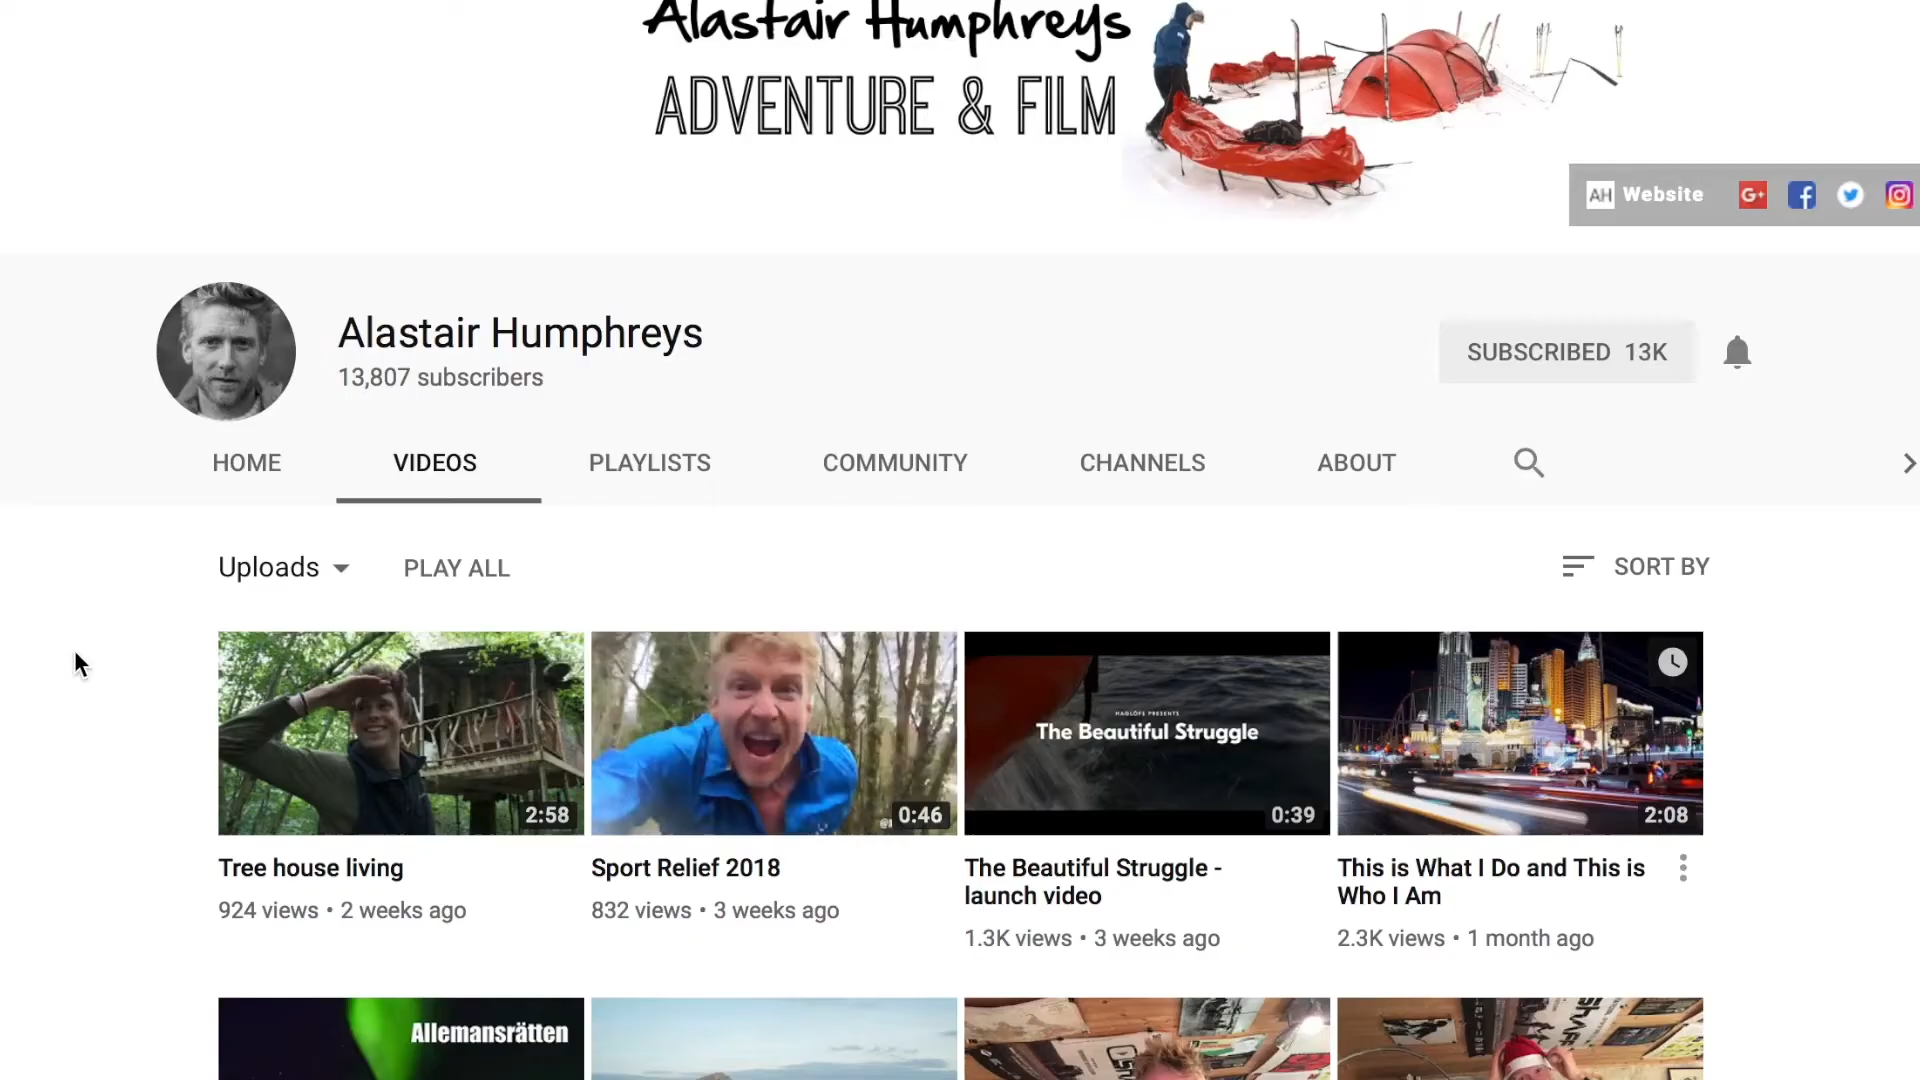 Alastair Humphreys
ADVENTURE & FILM
AH Website G+
Alastair Humphreys
13,807 subscribers
SUBSCRIBED 13K
HOME VIDEOS PLAYLISTS COMMUNITY CHANNELS ABOUT
Uploads PLAY ALL SORT BY
HAGLÖFS PRESENTS
The Beautiful Struggle
2:58 0:46 0:39 2:08
Tree house living
924 views • 2 weeks ago
Sport Relief 2018
832 views • 3 weeks ago
The Beautiful Struggle -
launch video
1.3K views • 3 weeks ago
This is What I Do and This is
Who I Am
2.3K views • 1 month ago
Allemansrätten